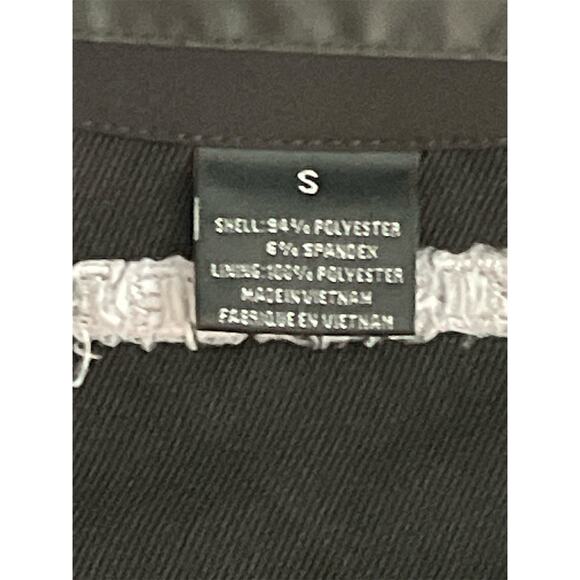 S
SHELL:94% POLYESTER
6% SPANDEX
LINING:100% POLYESTER
MADE IN VIETNAM
FABRIQUE EN VIETNAM